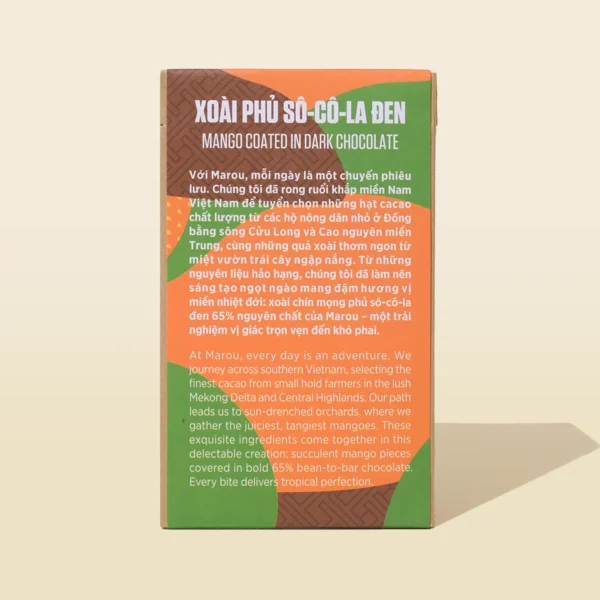 XOÀI PHỦ SÔ-CÔ-LA ĐEN
MANGO COATED IN DARK CHOCOLATE
Với Marou, mỗi ngày là một chuyến phiêu
lưu. Chúng tôi đã rong ruổi khắp miền Nam
Việt Nam để tuyển chọn những hạt cacao
chất lượng từ các hộ nông dân nhỏ ở Đồng
bằng sông Cửu Long và Cao nguyên miền
Trung, cùng những quả xoài thơm ngon từ
miệt vườn trái cây ngập nắng. Từ những
nguyên liệu hảo hạng, chúng tôi đã làm nên
sáng tạo ngọt ngào mang đậm hương vị
miền nhiệt đới: xoài chín mọng phủ sô-cô-la
đen 65% nguyên chất của Marou – một trải
nghiệm vị giác trọn vẹn đến khó phai.
At Marou, every day is an adventure. We
journey across southern Vietnam, selecting the
finest cacao from small hold farmers in the lush
Mekong Delta and Central Highlands. Our path
leads us to sun-drenched orchards, where we
gather the juiciest, tangiest mangoes. These
exquisite ingredients come together in this
delectable creation: succulent mango pieces
covered in bold 65% bean-to-bar chocolate.
Every bite delivers tropical perfection.